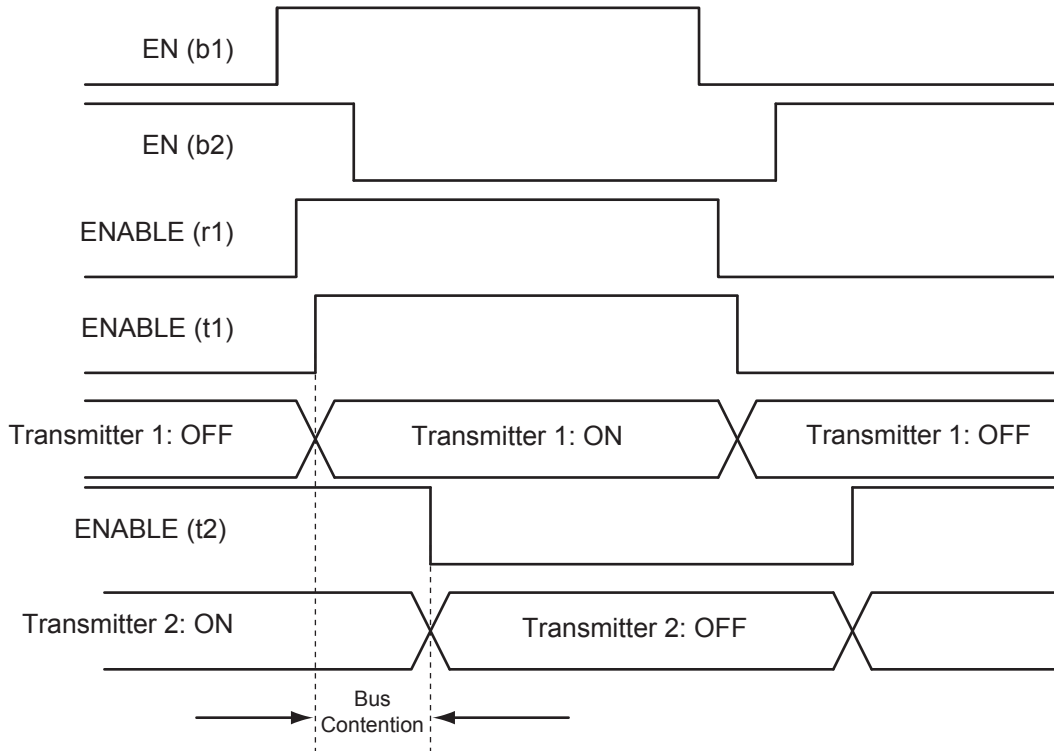 EN (b1)
EN (b2)
ENABLE (r1)
ENABLE (t1)
Transmitter 1: OFF
Transmitter 1: ON
Transmitter 1: OFF
ENABLE (t2)
Transmitter 2: ON
Transmitter 2: OFF
Bus
Contention